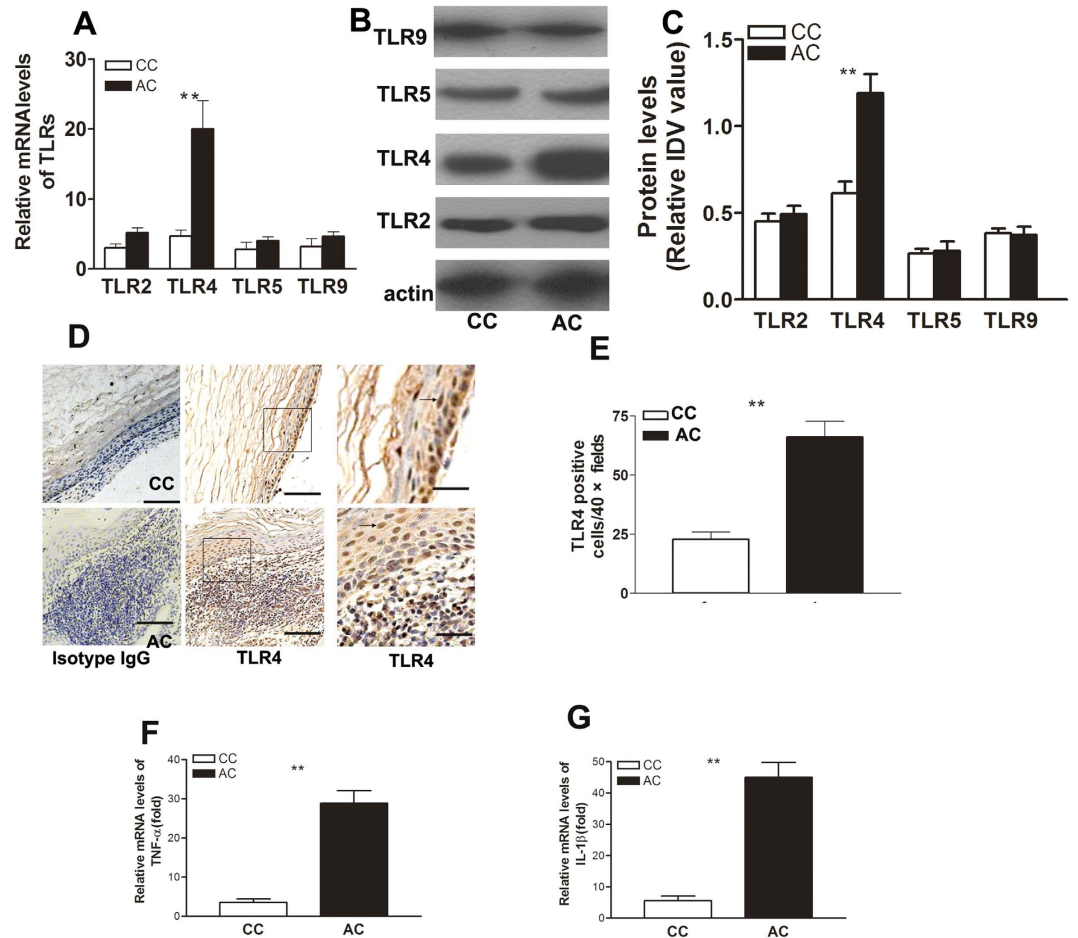 A
Relative mRNAlevels
of TLRs
30
20
10
5
0
CC
AC
**
TLR2 TLR4 TLR5 TLR9
B
TLR9
TLR5
TLR4
TLR2
actin
CC AC
C
Protein levels
(Relative IDV value)
1.5
1.0
0.5
0.0
CC
AC
**
TLR2 TLR4 TLR5 TLR9
D
CC
AC
Isotype IgG TLR4 TLR4
E
TLR4 positive
cells/40 × fields
75
50
25
0
CC
AC
**
F
Relative mRNA levels of
TNF-α(fold)
40
30
20
10
0
CC
AC
**
CC AC
G
Relative mRNA levels of
IL-1β(fold)
50
40
30
20
10
0
CC
AC
**
CC AC